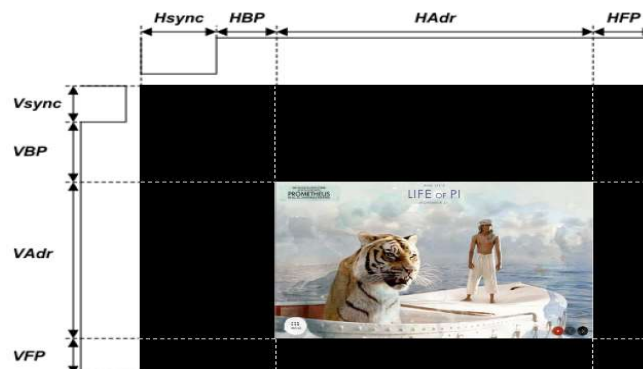 Hsync HBP HAdr HFP
Vsync
VBP
VAdr
VFP
PROMETHEUS
LIFE OF PI